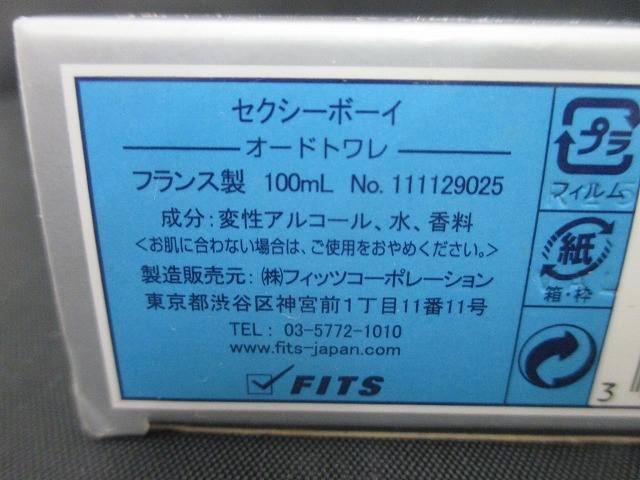 セクシーボーイ
オードトワレ
フランス製 100mL No. 111129025
成分:変性アルコール、水、香料
<お肌に合わない場合は、ご使用をおやめください。>
製造販売元:㈱フィッツコーポレーション
東京都渋谷区神宮前1丁目11番11号
TEL: 03-5772-1010
www.fits-japan.com
FITS
プラ
フィルム
紙
箱・枠
3